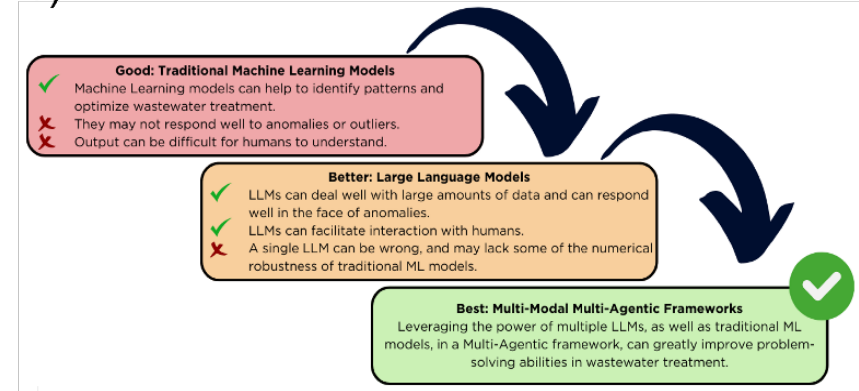 Good: Traditional Machine Learning Models
Machine Learning models can help to identify patterns and
optimize wastewater treatment.
They may not respond well to anomalies or outliers.
Output can be difficult for humans to understand.
Better: Large Language Models
LLMs can deal well with large amounts of data and can respond
well in the face of anomalies.
LLMs can facilitate interaction with humans.
A single LLM can be wrong, and may lack some of the numerical
robustness of traditional ML models.
Best: Multi-Modal Multi-Agentic Frameworks
Leveraging the power of multiple LLMs, as well as traditional ML
models, in a Multi-Agentic framework, can greatly improve problem-
solving abilities in wastewater treatment.